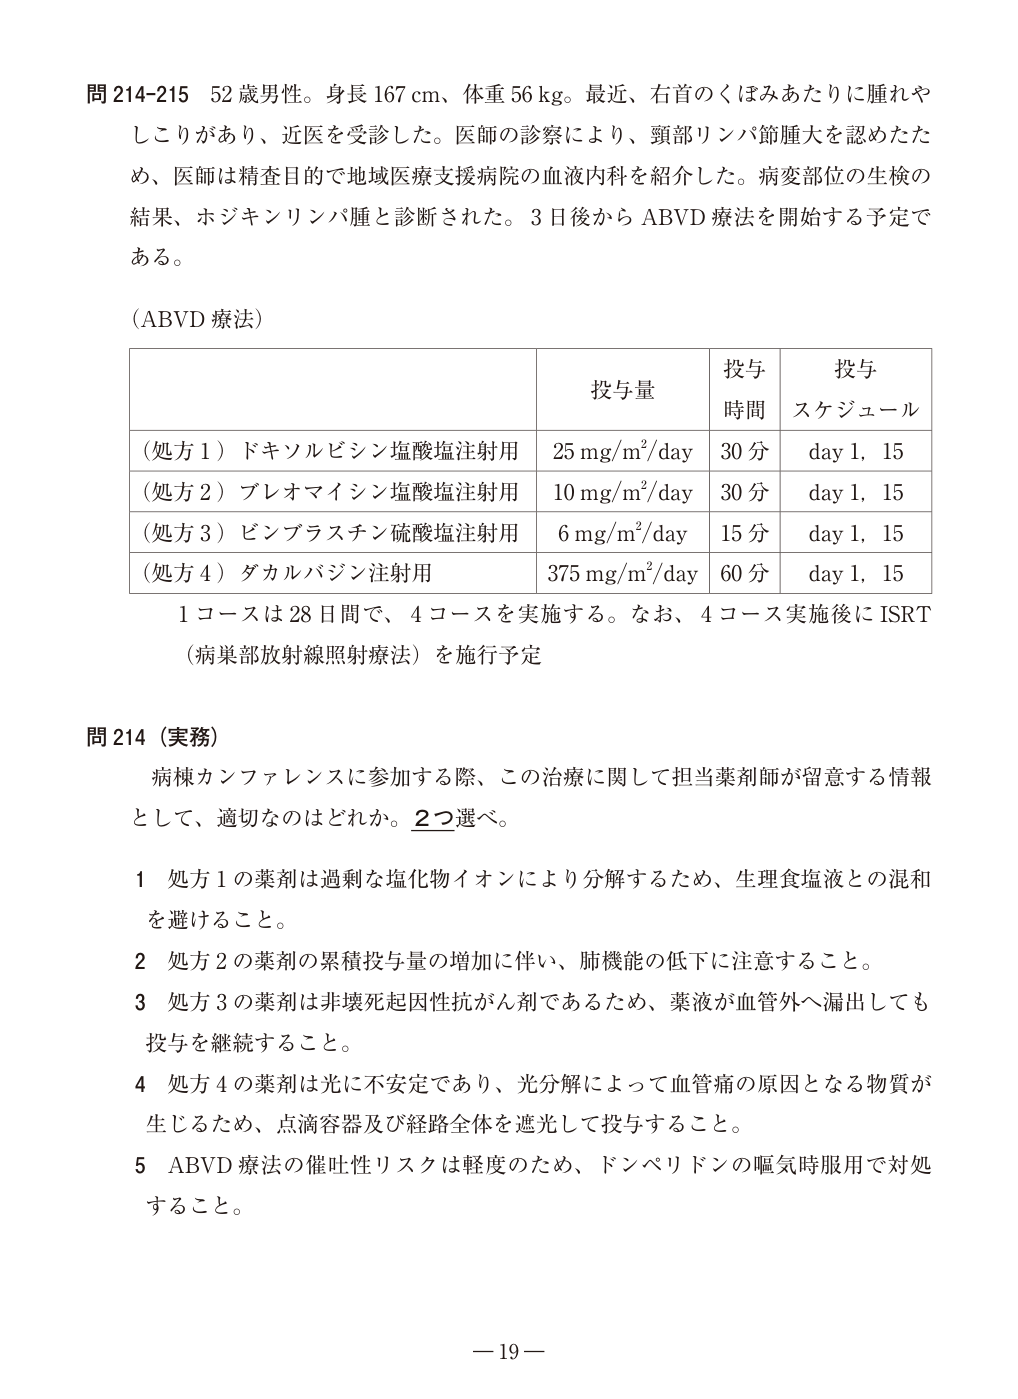 問 214-215　52 歳男性。身長 167 cm、体重 56 kg。最近、右首のくぼみあたりに腫れや
しこりがあり、近医を受診した。医師の診察により、頸部リンパ節腫大を認めたた
め、医師は精査目的で地域医療支援病院の血液内科を紹介した。病変部位の生検の
結果、ホジキンリンパ腫と診断された。3 日後から ABVD 療法を開始する予定で
ある。
（ABVD 療法）
投与量　投与時間　投与スケジュール
（処方 1 ）ドキソルビシン塩酸塩注射用　25 mg/m²/day　30 分　day 1，15
（処方 2 ）ブレオマイシン塩酸塩注射用　10 mg/m²/day　30 分　day 1，15
（処方 3 ）ビンブラスチン硫酸塩注射用　6 mg/m²/day　15 分　day 1，15
（処方 4 ）ダカルバジン注射用　375 mg/m²/day　60 分　day 1，15
1 コースは 28 日間で、4 コースを実施する。なお、4 コース実施後に ISRT
（病巣部放射線照射療法）を施行予定
問 214（実務）
病棟カンファレンスに参加する際、この治療に関して担当薬剤師が留意する情報
として、適切なのはどれか。2つ選べ。
1　処方 1 の薬剤は過剰な塩化物イオンにより分解するため、生理食塩液との混和
を避けること。
2　処方 2 の薬剤の累積投与量の増加に伴い、肺機能の低下に注意すること。
3　処方 3 の薬剤は非壊死起因性抗がん剤であるため、薬液が血管外へ漏出しても
投与を継続すること。
4　処方 4 の薬剤は光に不安定であり、光分解によって血管痛の原因となる物質が
生じるため、点滴容器及び経路全体を遮光して投与すること。
5　ABVD 療法の催吐性リスクは軽度のため、ドンペリドンの嘔気時服用で対処
すること。
― 19 ―